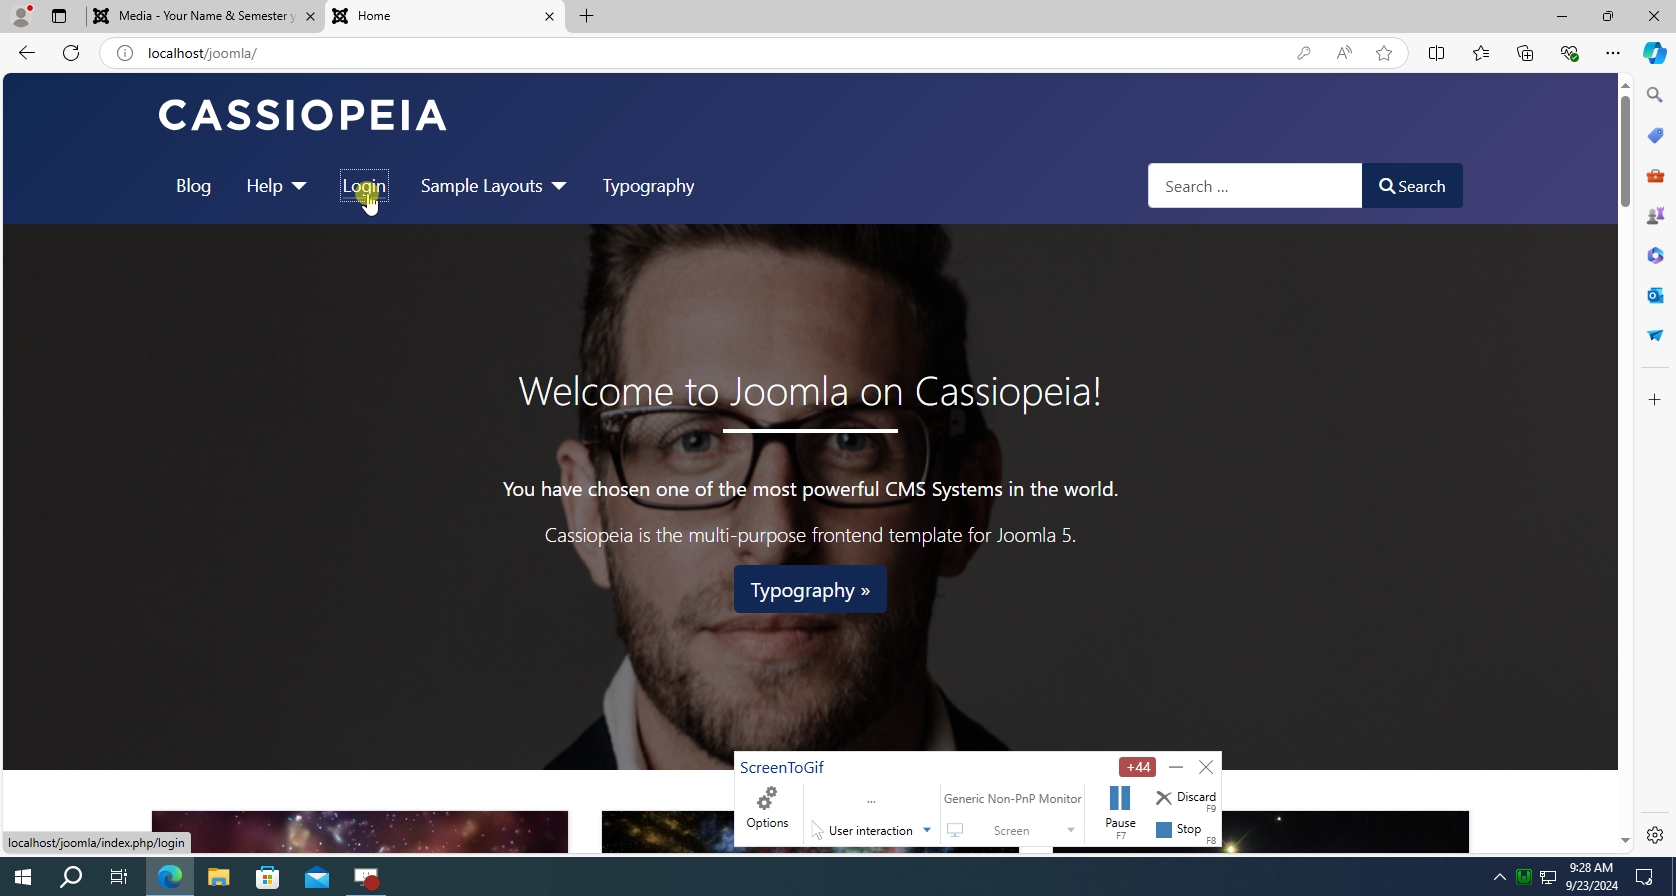 Media - Your Name & Semester y
Home
localhost/joomla/
CASSIOPEIA
Blog
Help
Login
Sample Layouts
Typography
Search ...
Search
Welcome to Joomla on Cassiopeia!
You have chosen one of the most powerful CMS Systems in the world.
Cassiopeia is the multi-purpose frontend template for Joomla 5.
Typography »
ScreenToGif
+44
Options
...
User interaction
Generic Non-PnP Monitor
Screen
Pause
F7
Discard
F9
Stop
F8
localhost/joomla/index.php/login
9:28 AM
9/23/2024